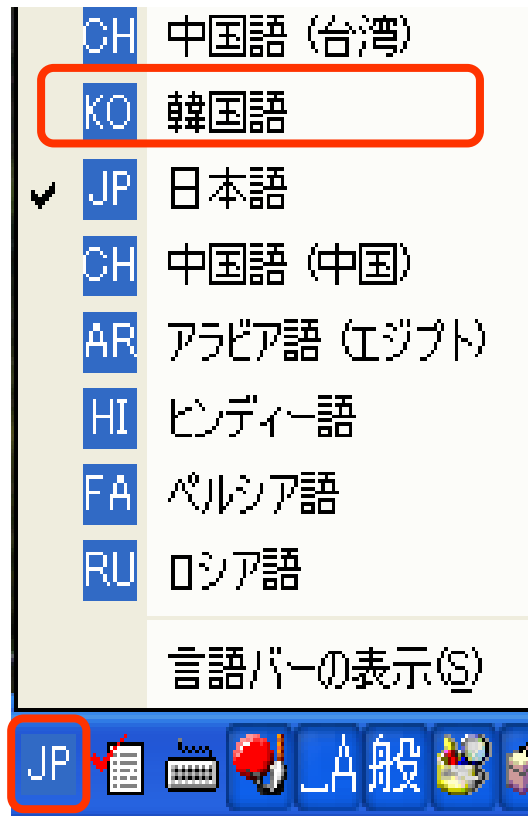 CH 中国語 (台湾)
KO 韓国語
JP 日本語
CH 中国語 (中国)
AR アラビア語 (エジプト)
HI ヒンディー語
FA ペルシア語
RU ロシア語
言語バーの表示(S)
JP _A 般